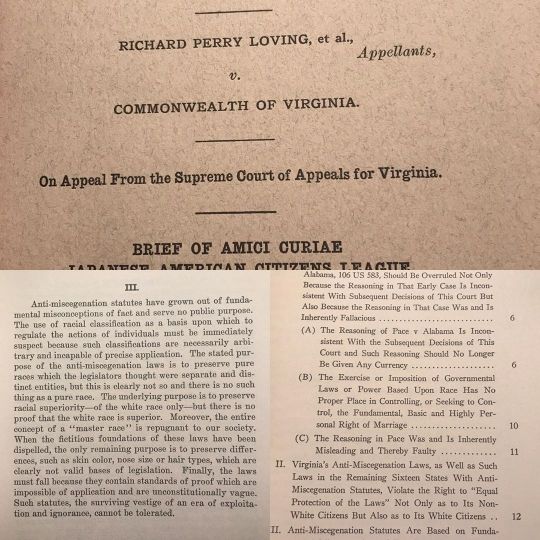 RICHARD PERRY LOVING, et al.,
Appellants,
v.
COMMONWEALTH OF VIRGINIA.
On Appeal From the Supreme Court of Appeals for Virginia.
BRIEF OF AMICI CURIAE
JAPANESE AMERICAN CITIZENS LEAGUE
III.
Anti-miscegenation statutes have grown out of funda-
mental misconceptions of fact and serve no public purpose.
The use of racial classification as a basis upon which to
regulate the actions of individuals must be immediately
suspect because such classifications are necessarily arbi-
trary and incapable of precise application. The stated pur-
pose of the anti-miscegenation laws is to preserve pure
races which the legislators thought were separate and dis-
tinct entities, but this is clearly not so and there is no such
thing as a pure race. The underlying purpose is to preserve
racial superiority—of the white race only—but there is no
proof that the white race is superior. Moreover, the entire
concept of a "master race" is repugnant to our society.
When the fictitious foundations of these laws have been
dispelled, the only remaining purpose is to preserve differ-
ences, such as skin color, nose size or hair types, which are
clearly not valid bases of legislation. Finally, the laws
must fall because they contain standards of proof which are
impossible of application and are unconstitutionally vague.
Such statutes, the surviving vestige of an era of exploita-
tion and ignorance, cannot be tolerated.
Alabama, 106 US 583, Should Be Overruled Not Only
Because the Reasoning in That Early Case Is Incon-
sistent With Subsequent Decisions of This Court But
Also Because the Reasoning in That Case Was and Is
Inherently Fallacious .......................... 6
(A) The Reasoning of Pace v Alabama Is Incon-
sistent With the Subsequent Decisions of This
Court and Such Reasoning Should No Longer
Be Given Any Currency .................. 6
(B) The Exercise or Imposition of Governmental
Laws or Power Based Upon Race Has No
Proper Place in Controlling, or Seeking to Con-
trol, the Fundamental, Basic and Highly Per-
sonal Right of Marriage .................. 10
(C) The Reasoning in Pace Was and Is Inherently
Misleading and Thereby Faulty ............ 11
II. Virginia's Anti-Miscegenation Laws, as Well as Such
Laws in the Remaining Sixteen States With Anti-
Miscegenation Statutes, Violate the Right to "Equal
Protection of the Laws" Not Only as to Its Non-
White Citizens But Also as to Its White Citizens .. 12
II. Anti-Miscegenation Statutes Are Based on Funda-